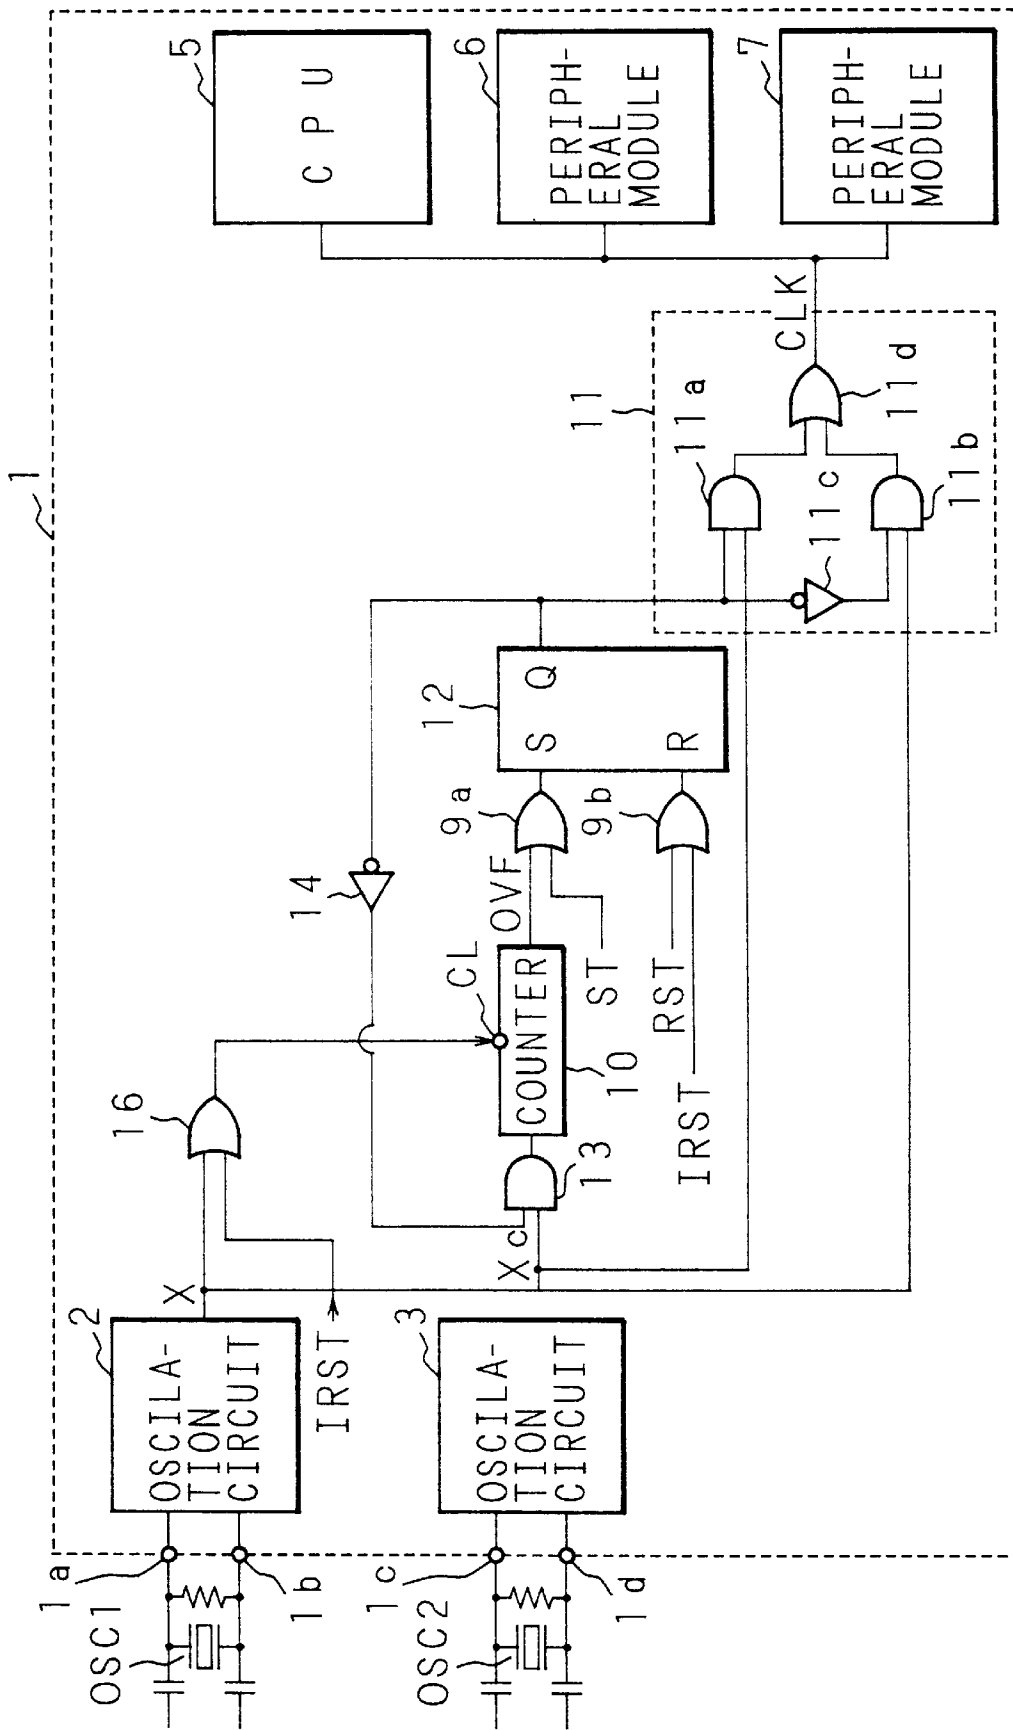 1
OSC1
1a
1b
OSCILA-
TION
CIRCUIT
2
X
IRST
16
14
CL
5
C P U
6
PERIPH-
ERAL
MODULE
7
PERIPH-
ERAL
MODULE
OSC2
1c
1d
OSCILA-
TION
CIRCUIT
3
Xc
13
COUNTER
10
OVF
ST
9a
9b
RST
IRST
12
S
Q
R
11
11a
11c
11b
11d
CLK